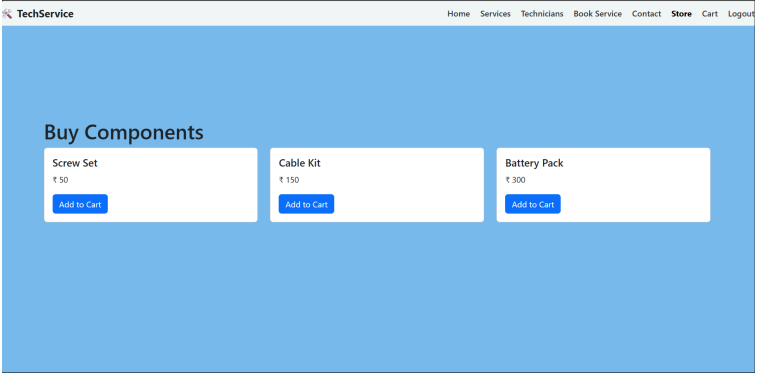 TechService
Home Services Technicians Book Service Contact Store Cart Logout
Buy Components
Screw Set
₹ 50
Add to Cart
Cable Kit
₹ 150
Add to Cart
Battery Pack
₹ 300
Add to Cart